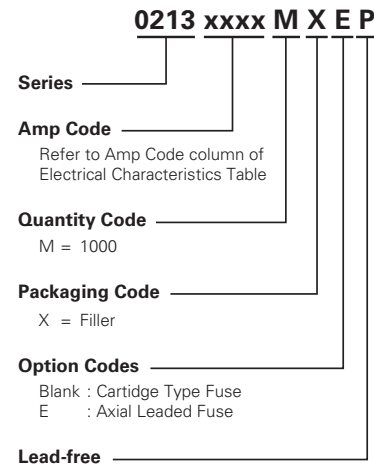 0213 xxxx M X E P
Series
Amp Code
Refer to Amp Code column of
Electrical Characteristics Table
Quantity Code
M = 1000
Packaging Code
X = Filler
Option Codes
Blank : Cartidge Type Fuse
E : Axial Leaded Fuse
Lead-free